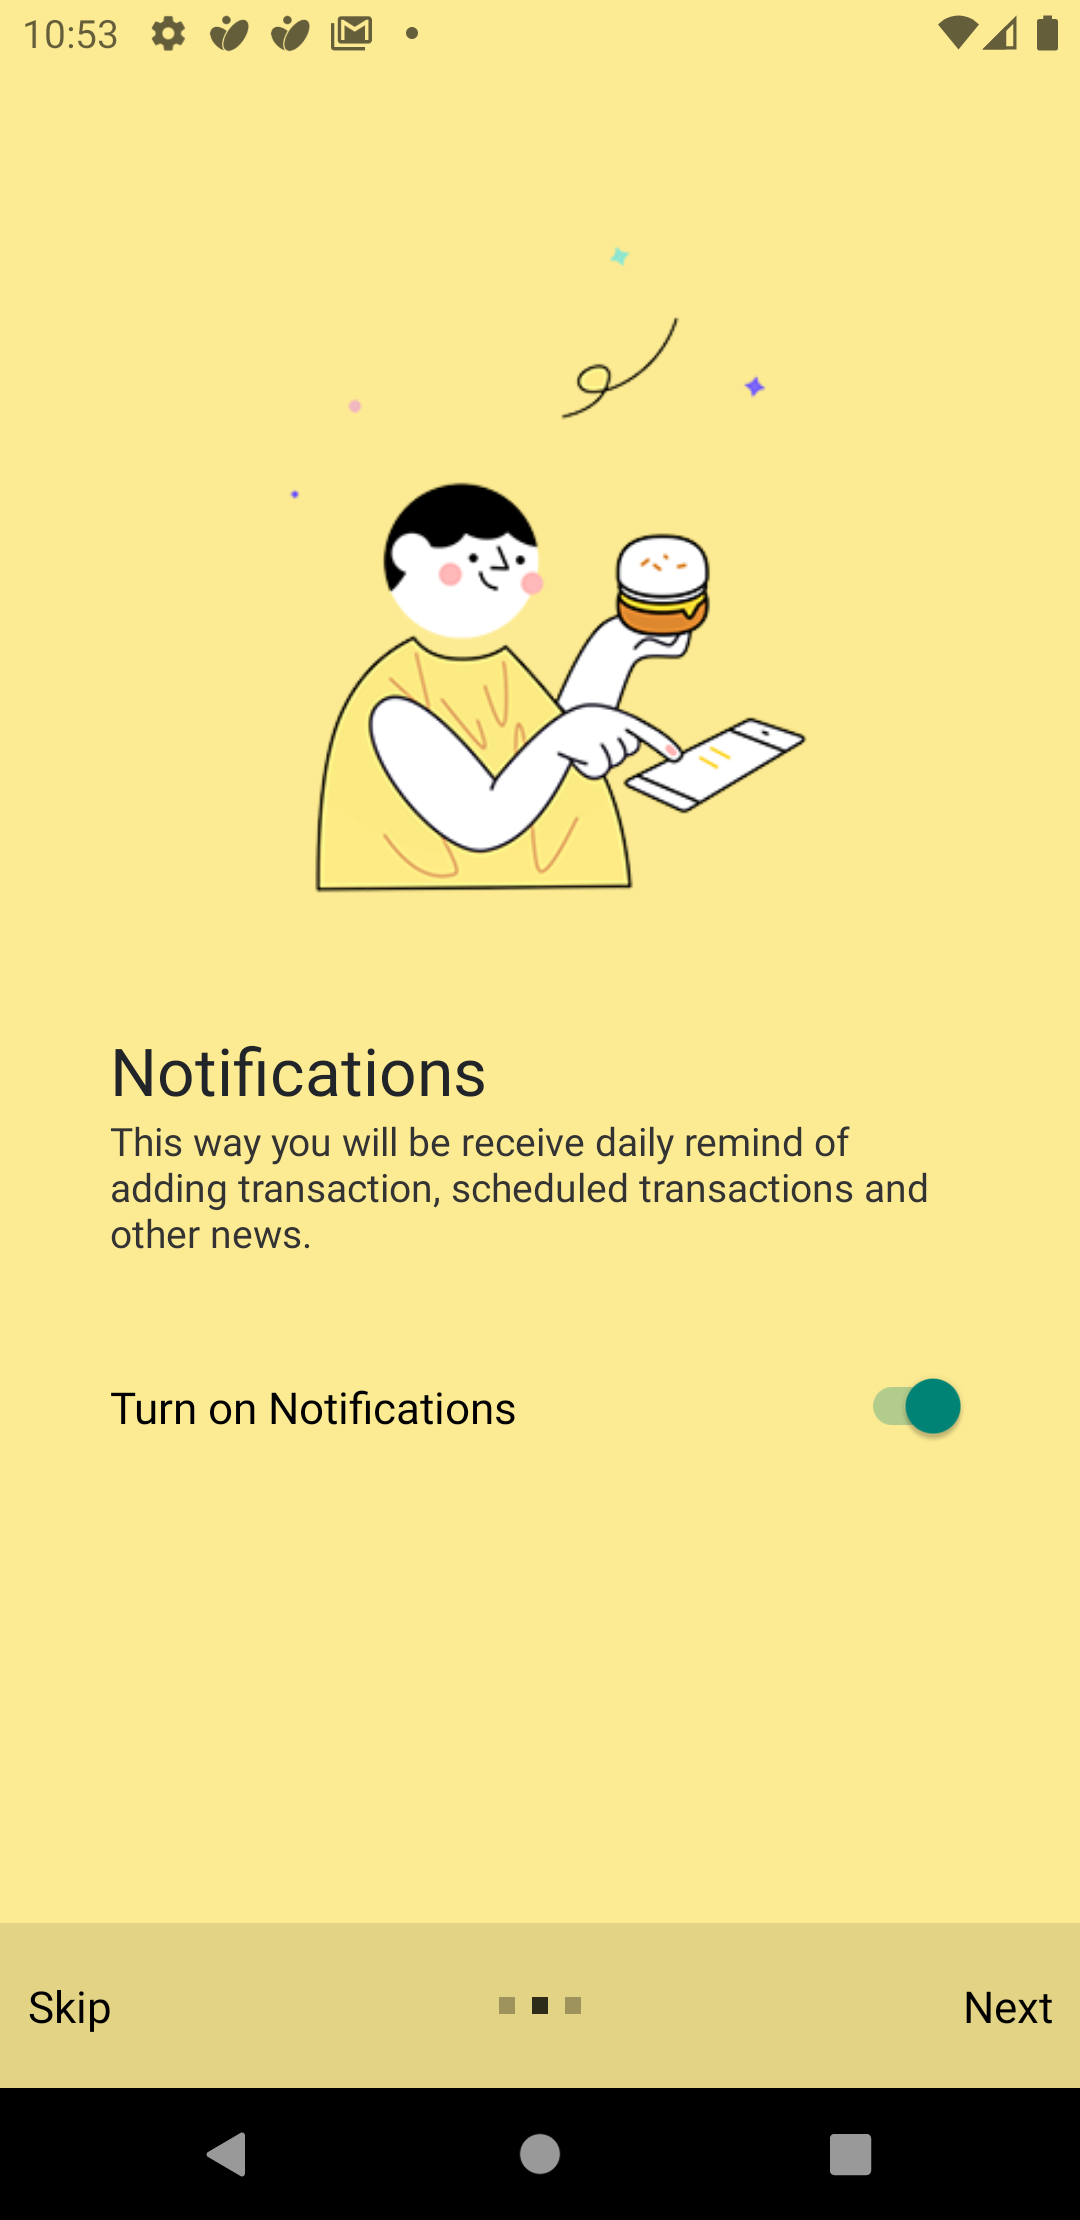 10:53
Notifications
This way you will be receive daily remind of
adding transaction, scheduled transactions and
other news.
Turn on Notifications
Skip
Next